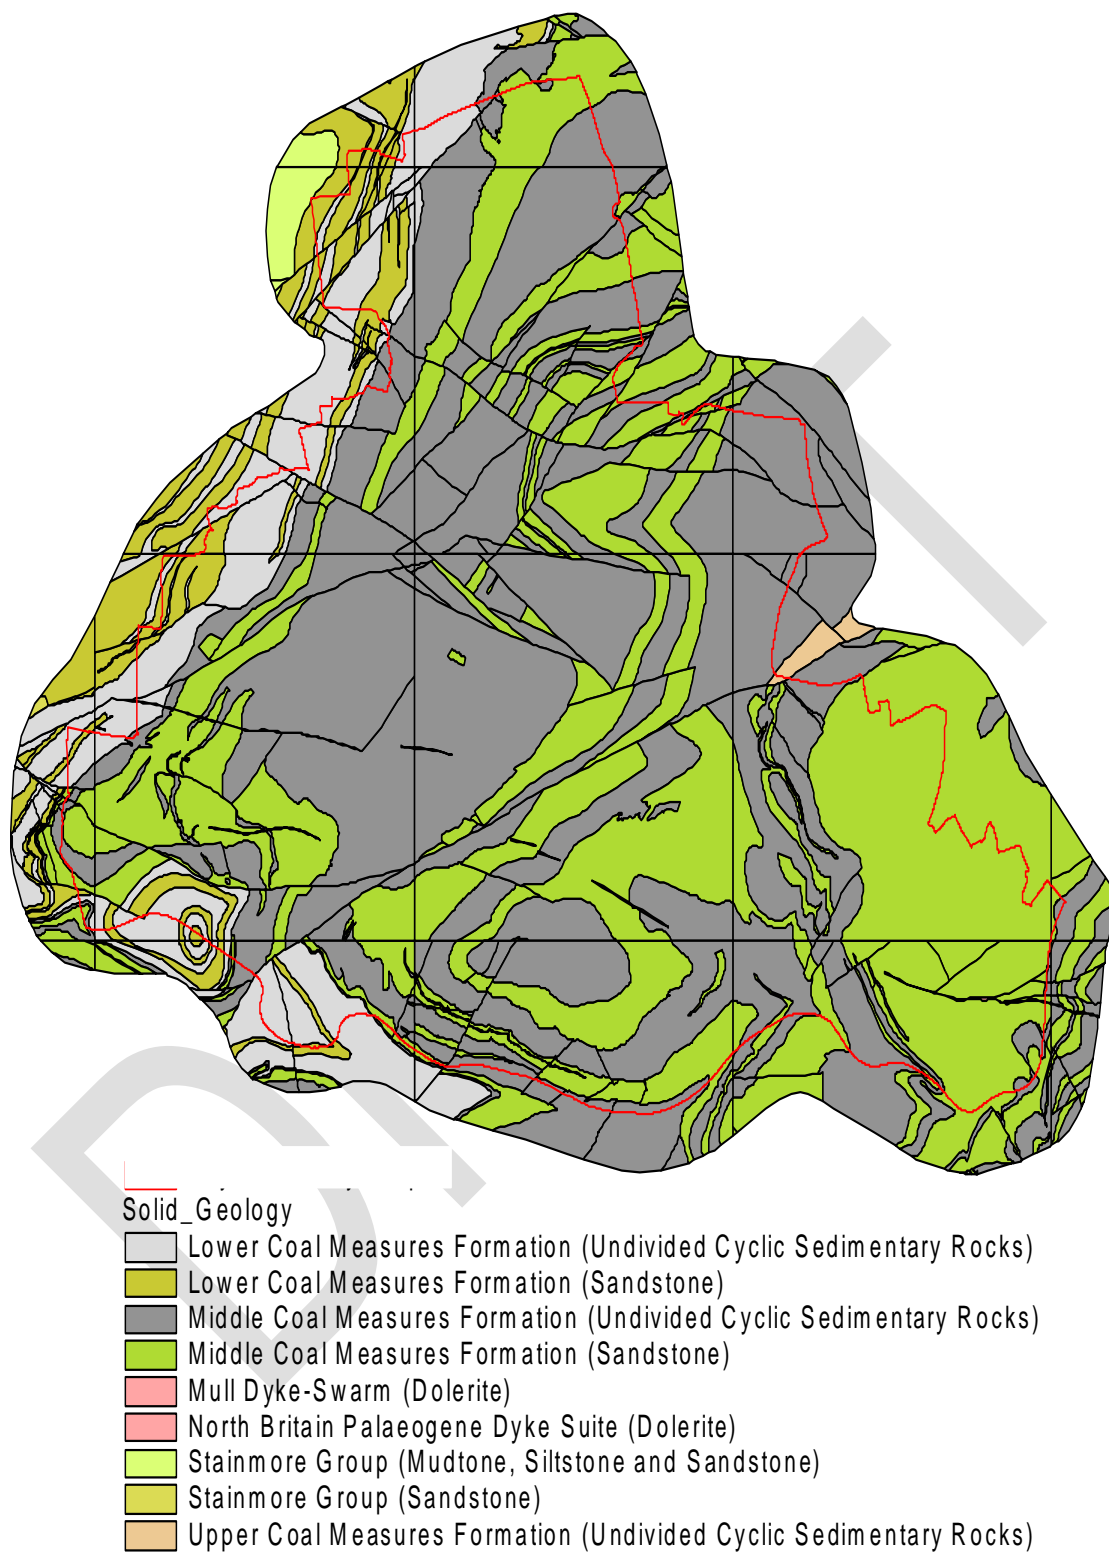 DRAFT
Solid_Geology
Lower Coal Measures Formation (Undivided Cyclic Sedimentary Rocks)
Lower Coal Measures Formation (Sandstone)
Middle Coal Measures Formation (Undivided Cyclic Sedimentary Rocks)
Middle Coal Measures Formation (Sandstone)
Mull Dyke-Swarm (Dolerite)
North Britain Palaeogene Dyke Suite (Dolerite)
Stainmore Group (Mudtone, Siltstone and Sandstone)
Stainmore Group (Sandstone)
Upper Coal Measures Formation (Undivided Cyclic Sedimentary Rocks)